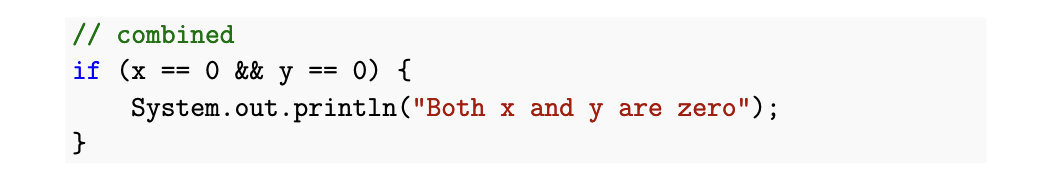 // combined
if (x == 0 && y == 0) {
    System.out.println("Both x and y are zero");
}